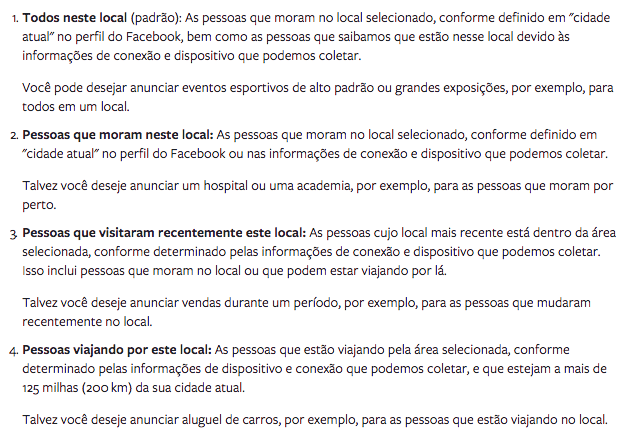 1. Todos neste local (padrão): As pessoas que moram no local selecionado, conforme definido em "cidade
atual" no perfil do Facebook, bem como as pessoas que saibamos que estão nesse local devido às
informações de conexão e dispositivo que podemos coletar.
Você pode desejar anunciar eventos esportivos de alto padrão ou grandes exposições, por exemplo, para
todos em um local.
2. Pessoas que moram neste local: As pessoas que moram no local selecionado, conforme definido em
"cidade atual" no perfil do Facebook ou nas informações de conexão e dispositivo que podemos coletar.
Talvez você deseje anunciar um hospital ou uma academia, por exemplo, para as pessoas que moram por
perto.
3. Pessoas que visitaram recentemente este local: As pessoas cujo local mais recente está dentro da área
selecionada, conforme determinado pelas informações de conexão e dispositivo que podemos coletar.
Isso inclui pessoas que moram no local ou que podem estar viajando por lá.
Talvez você deseje anunciar vendas durante um período, por exemplo, para as pessoas que mudaram
recentemente no local.
4. Pessoas viajando por este local: As pessoas que estão viajando pela área selecionada, conforme
determinado pelas informações de dispositivo e conexão que podemos coletar, e que estejam a mais de
125 milhas (200 km) da sua cidade atual.
Talvez você deseje anunciar aluguel de carros, por exemplo, para as pessoas que estão viajando no local.